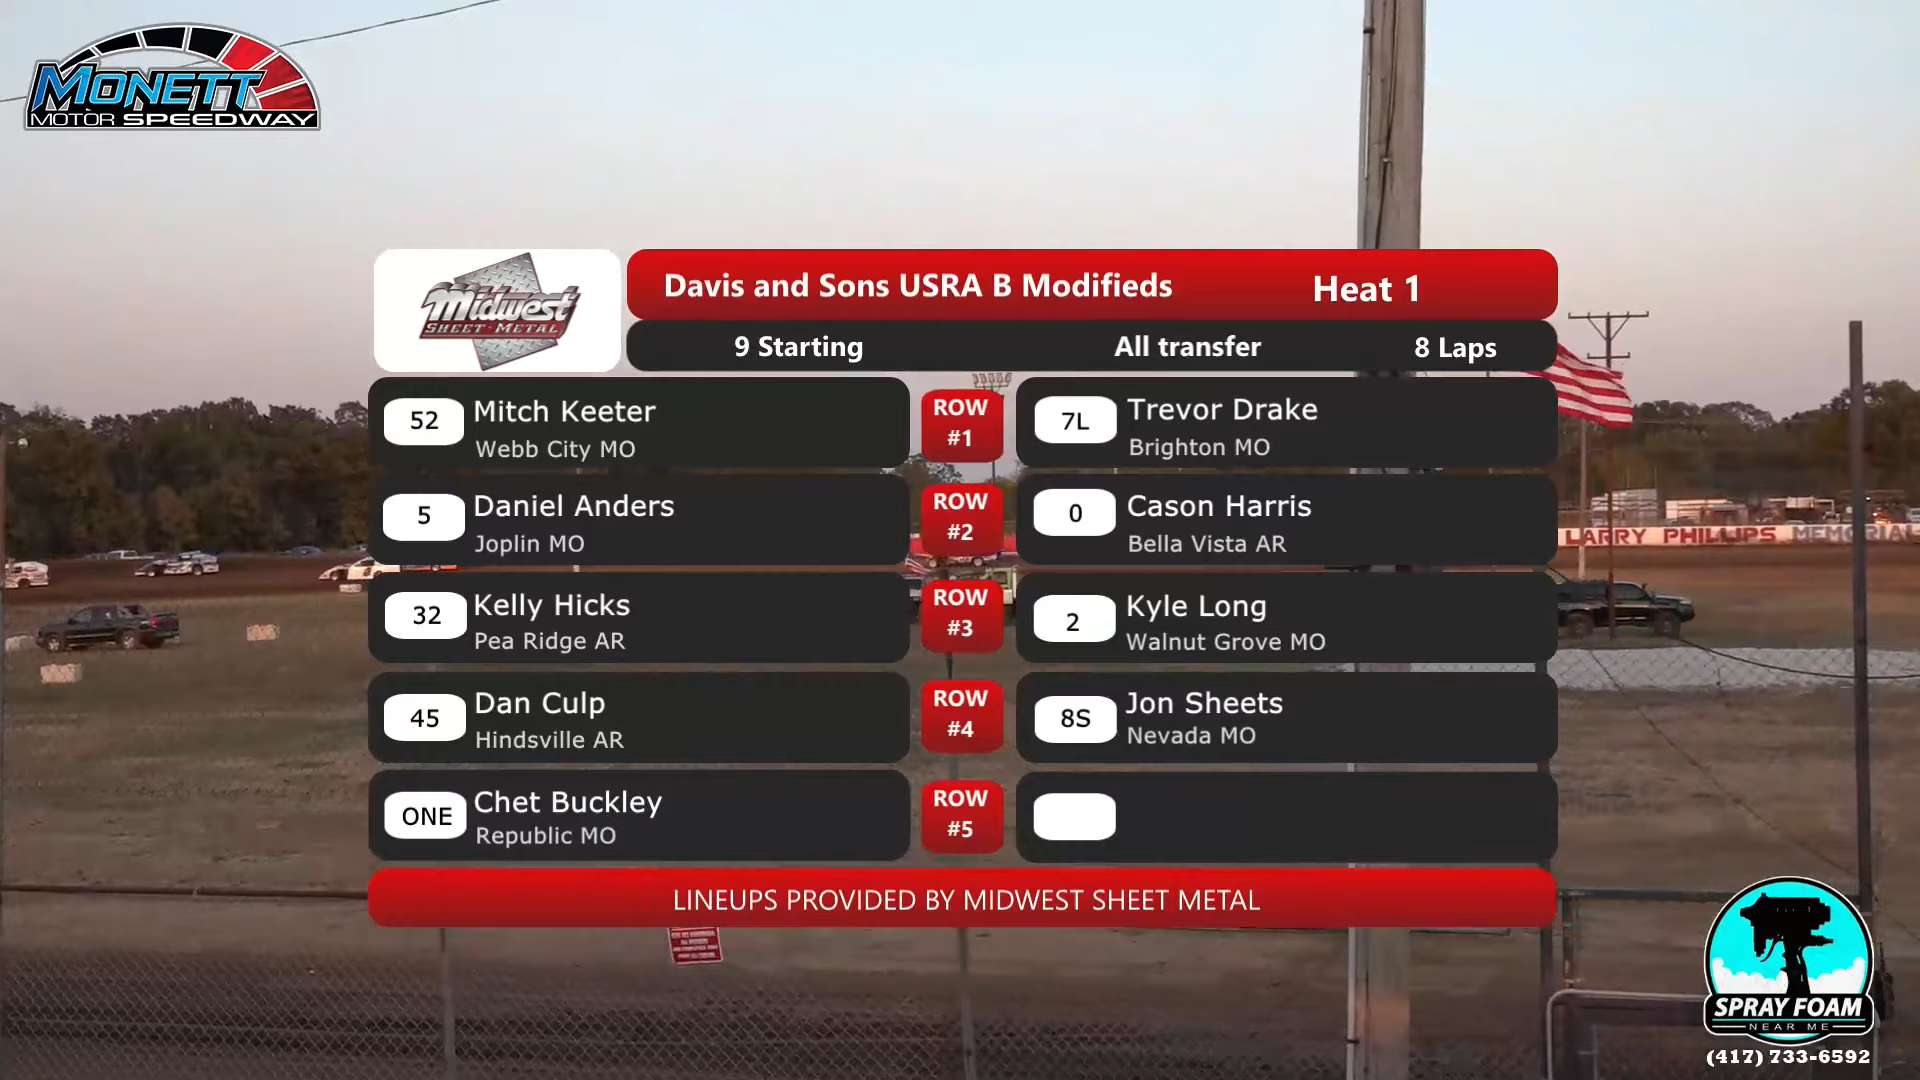 MONETT
MOTOR SPEEDWAY
Midwest
SHEET·METAL
Davis and Sons USRA B Modifieds
Heat 1
9 Starting
All transfer
8 Laps
52
Mitch Keeter
Webb City MO
ROW
#1
7L
Trevor Drake
Brighton MO
5
Daniel Anders
Joplin MO
ROW
#2
0
Cason Harris
Bella Vista AR
32
Kelly Hicks
Pea Ridge AR
ROW
#3
2
Kyle Long
Walnut Grove MO
45
Dan Culp
Hindsville AR
ROW
#4
8S
Jon Sheets
Nevada MO
ONE
Chet Buckley
Republic MO
ROW
#5
LINEUPS PROVIDED BY MIDWEST SHEET METAL
LARRY PHILLIPS MEMORIAL
SPRAY FOAM
NEAR ME
(417) 733-6592